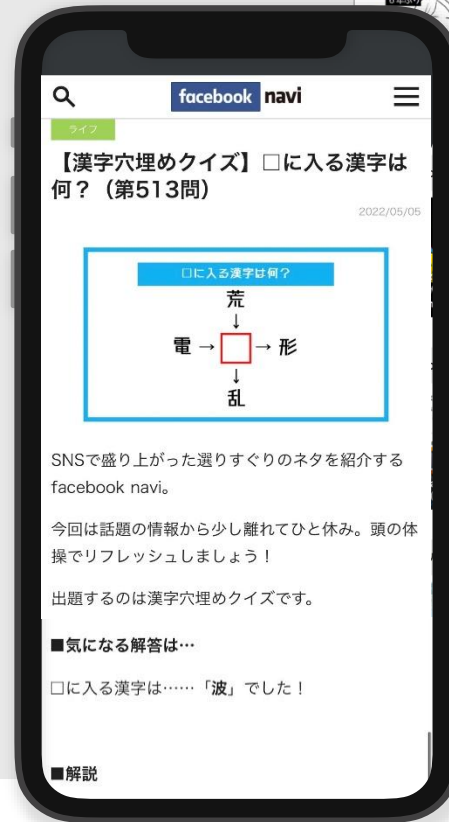 facebook navi
ライフ
【漢字穴埋めクイズ】□に入る漢字は
何？（第513問）
2022/05/05
□に入る漢字は何？
荒
↓
電 → □ → 形
↓
乱
SNSで盛り上がった選りすぐりのネタを紹介する
facebook navi。
今回は話題の情報から少し離れてひと休み。頭の体
操でリフレッシュしましょう！
出題するのは漢字穴埋めクイズです。
■気になる解答は…
□に入る漢字は……「波」でした！
■解説